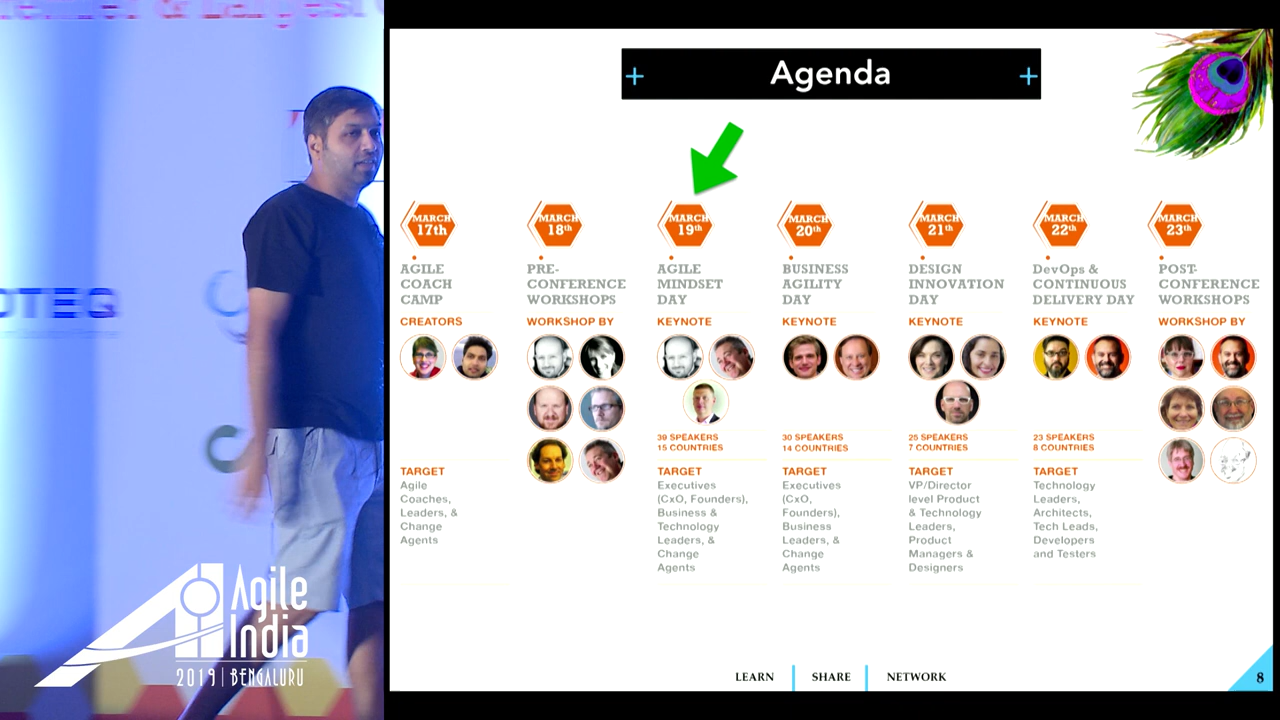 OTEQ
Agile
India
2019 | BENGALURU
+ Agenda +
MARCH
17th
MARCH
18th
MARCH
19th
MARCH
20th
MARCH
21th
MARCH
22th
MARCH
23th
AGILE
COACH
CAMP
PRE-
CONFERENCE
WORKSHOPS
AGILE
MINDSET
DAY
BUSINESS
AGILITY
DAY
DESIGN
INNOVATION
DAY
DevOps &
CONTINUOUS
DELIVERY DAY
POST-
CONFERENCE
WORKSHOPS
CREATORS
WORKSHOP BY
KEYNOTE
KEYNOTE
KEYNOTE
KEYNOTE
WORKSHOP BY
39 SPEAKERS
15 COUNTRIES
30 SPEAKERS
14 COUNTRIES
25 SPEAKERS
7 COUNTRIES
23 SPEAKERS
8 COUNTRIES
TARGET
Agile
Coaches,
Leaders, &
Change
Agents
TARGET
Executives
(CxO, Founders),
Business &
Technology
Leaders, &
Change
Agents
TARGET
Executives
(CxO,
Founders),
Business
Leaders, &
Change
Agents
TARGET
VP/Director
level Product
& Technology
Leaders,
Product
Managers &
Designers
TARGET
Technology
Leaders,
Architects,
Tech Leads,
Developers
and Testers
LEARN | SHARE | NETWORK
8